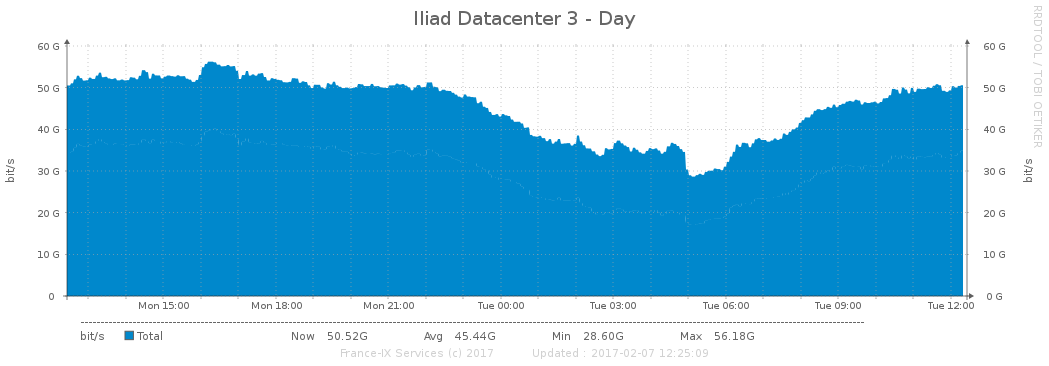 Iliad Datacenter 3 - Day
RRDTOOL / TOBI OETIKER
60 G 60 G
50 G 50 G
40 G 40 G
30 G 30 G
20 G 20 G
10 G 10 G
0 0 G
bit/s bit/s
Mon 15:00 Mon 18:00 Mon 21:00 Tue 00:00 Tue 03:00 Tue 06:00 Tue 09:00 Tue 12:00
bit/s Total Now 50.52G Avg 45.44G Min 28.60G Max 56.18G
France-IX Services (c) 2017 Updated : 2017-02-07 12:25:09